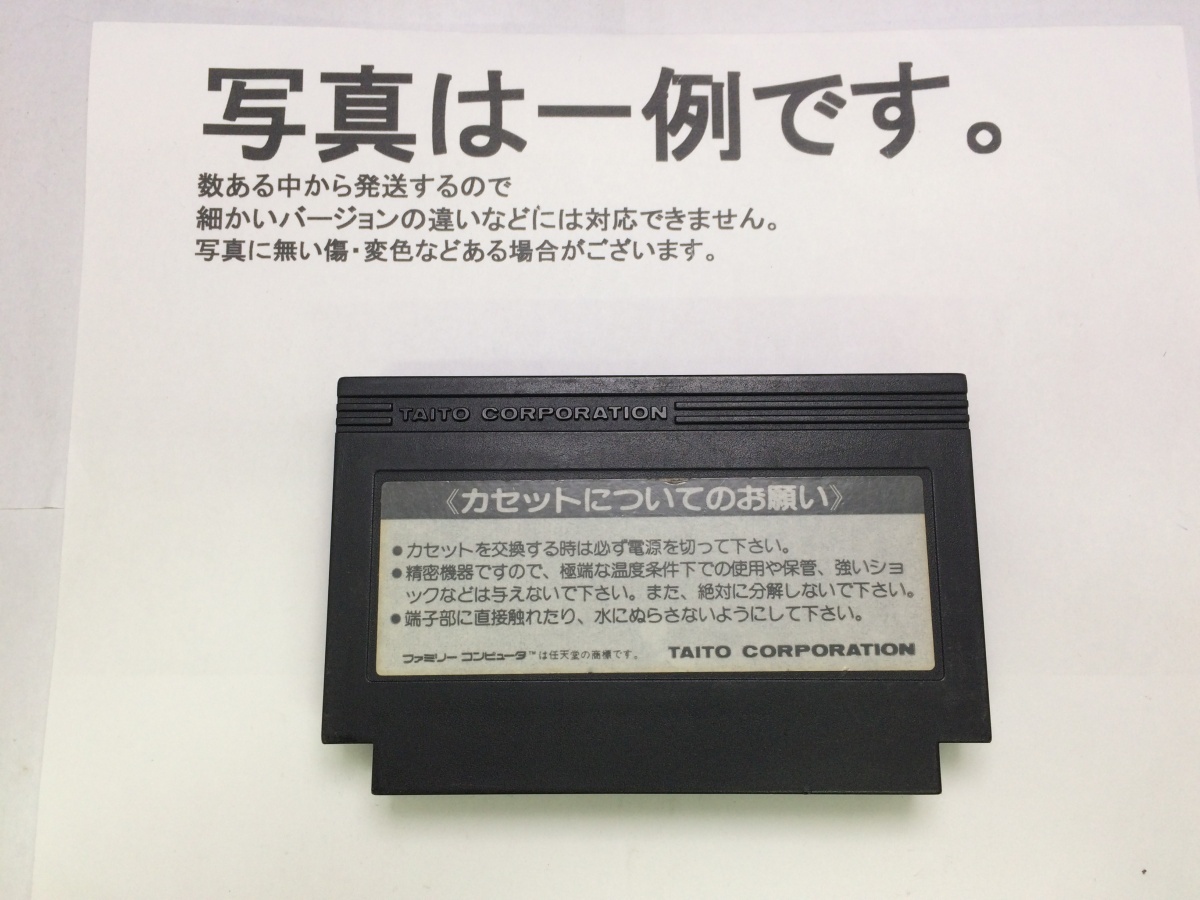 写真は一例です。
数ある中から発送するので
細かいバージョンの違いなどには対応できません。
写真に無い傷・変色などある場合がございます。
TAITO CORPORATION
《カセットについてのお願い》
●カセットを交換する時は必ず電源を切って下さい。
●精密機器ですので、極端な温度条件下での使用や保管、強いショ
ックなどは与えないで下さい。また、絶対に分解しないで下さい。
●端子部に直接触れたり、水にぬらさないようにして下さい。
ファミリーコンピュータ™は任天堂の商標です。 TAITO CORPORATION